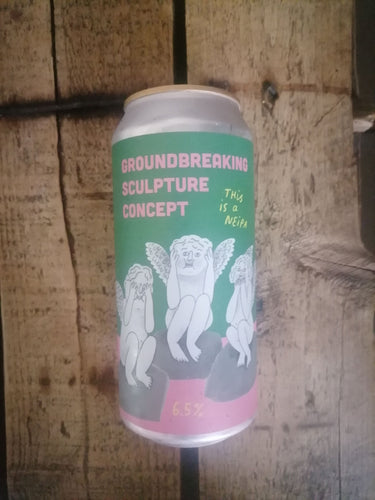 GROUNDBREAKING
SCULPTURE
CONCEPT
THiS
iS a
NEiPA
6.5%